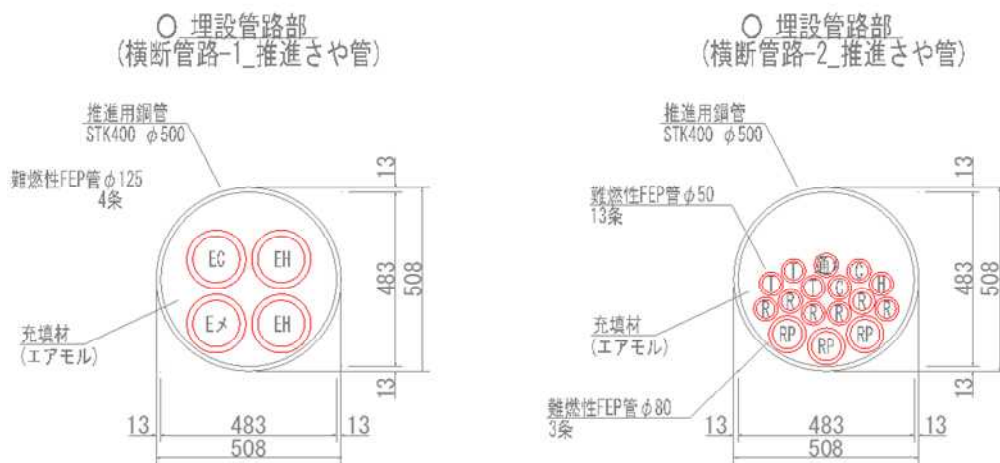 ○ 埋設管路部
(横断管路-1_推進さや管)
推進用鋼管
STK400 φ500
難燃性FEP管φ125
4条
EC
EH
Eメ
EH
充填材
(エアモル)
13
483
508
13
13
483
13
508
○ 埋設管路部
(横断管路-2_推進さや管)
推進用鋼管
STK400 φ500
難燃性FEP管φ50
13条
T
T
通
C
T
C
H
R
R
R
R
R
R
RP
RP
RP
充填材
(エアモル)
難燃性FEP管φ80
3条
13
483
508
13
13
483
13
508